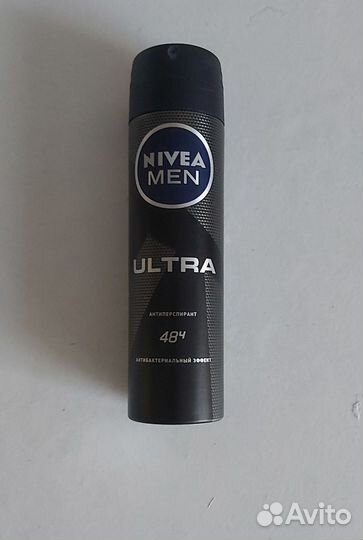 NIVEA
MEN
ULTRA
АНТИПЕРСПИРАНТ
48Ч
АНТИБАКТЕРИАЛЬНЫЙ ЭФФЕКТ
Avito